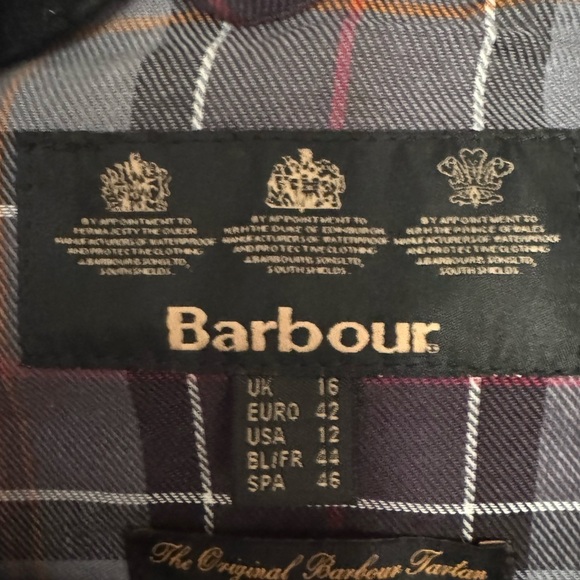 BY APPOINTMENT TO
HER MAJESTY THE QUEEN
MANUFACTURERS OF WATERPROOF
AND PROTECTIVE CLOTHING
J.BARBOUR & SONS LTD,
SOUTH SHIELDS.
BY APPOINTMENT TO
H.R.H THE DUKE OF EDINBURGH
MANUFACTURERS OF WATERPROOF
AND PROTECTIVE CLOTHING
J.BARBOUR & SONS LTD,
SOUTH SHIELDS.
BY APPOINTMENT TO
H.R.H THE PRINCE OF WALES
MANUFACTURERS OF WATERPROOF
AND PROTECTIVE CLOTHING
J.BARBOUR & SONS LTD,
SOUTH SHIELDS.
Barbour
UK 16
EURO 42
USA 12
BL/FR 44
SPA 46
The Original Barbour Tartan